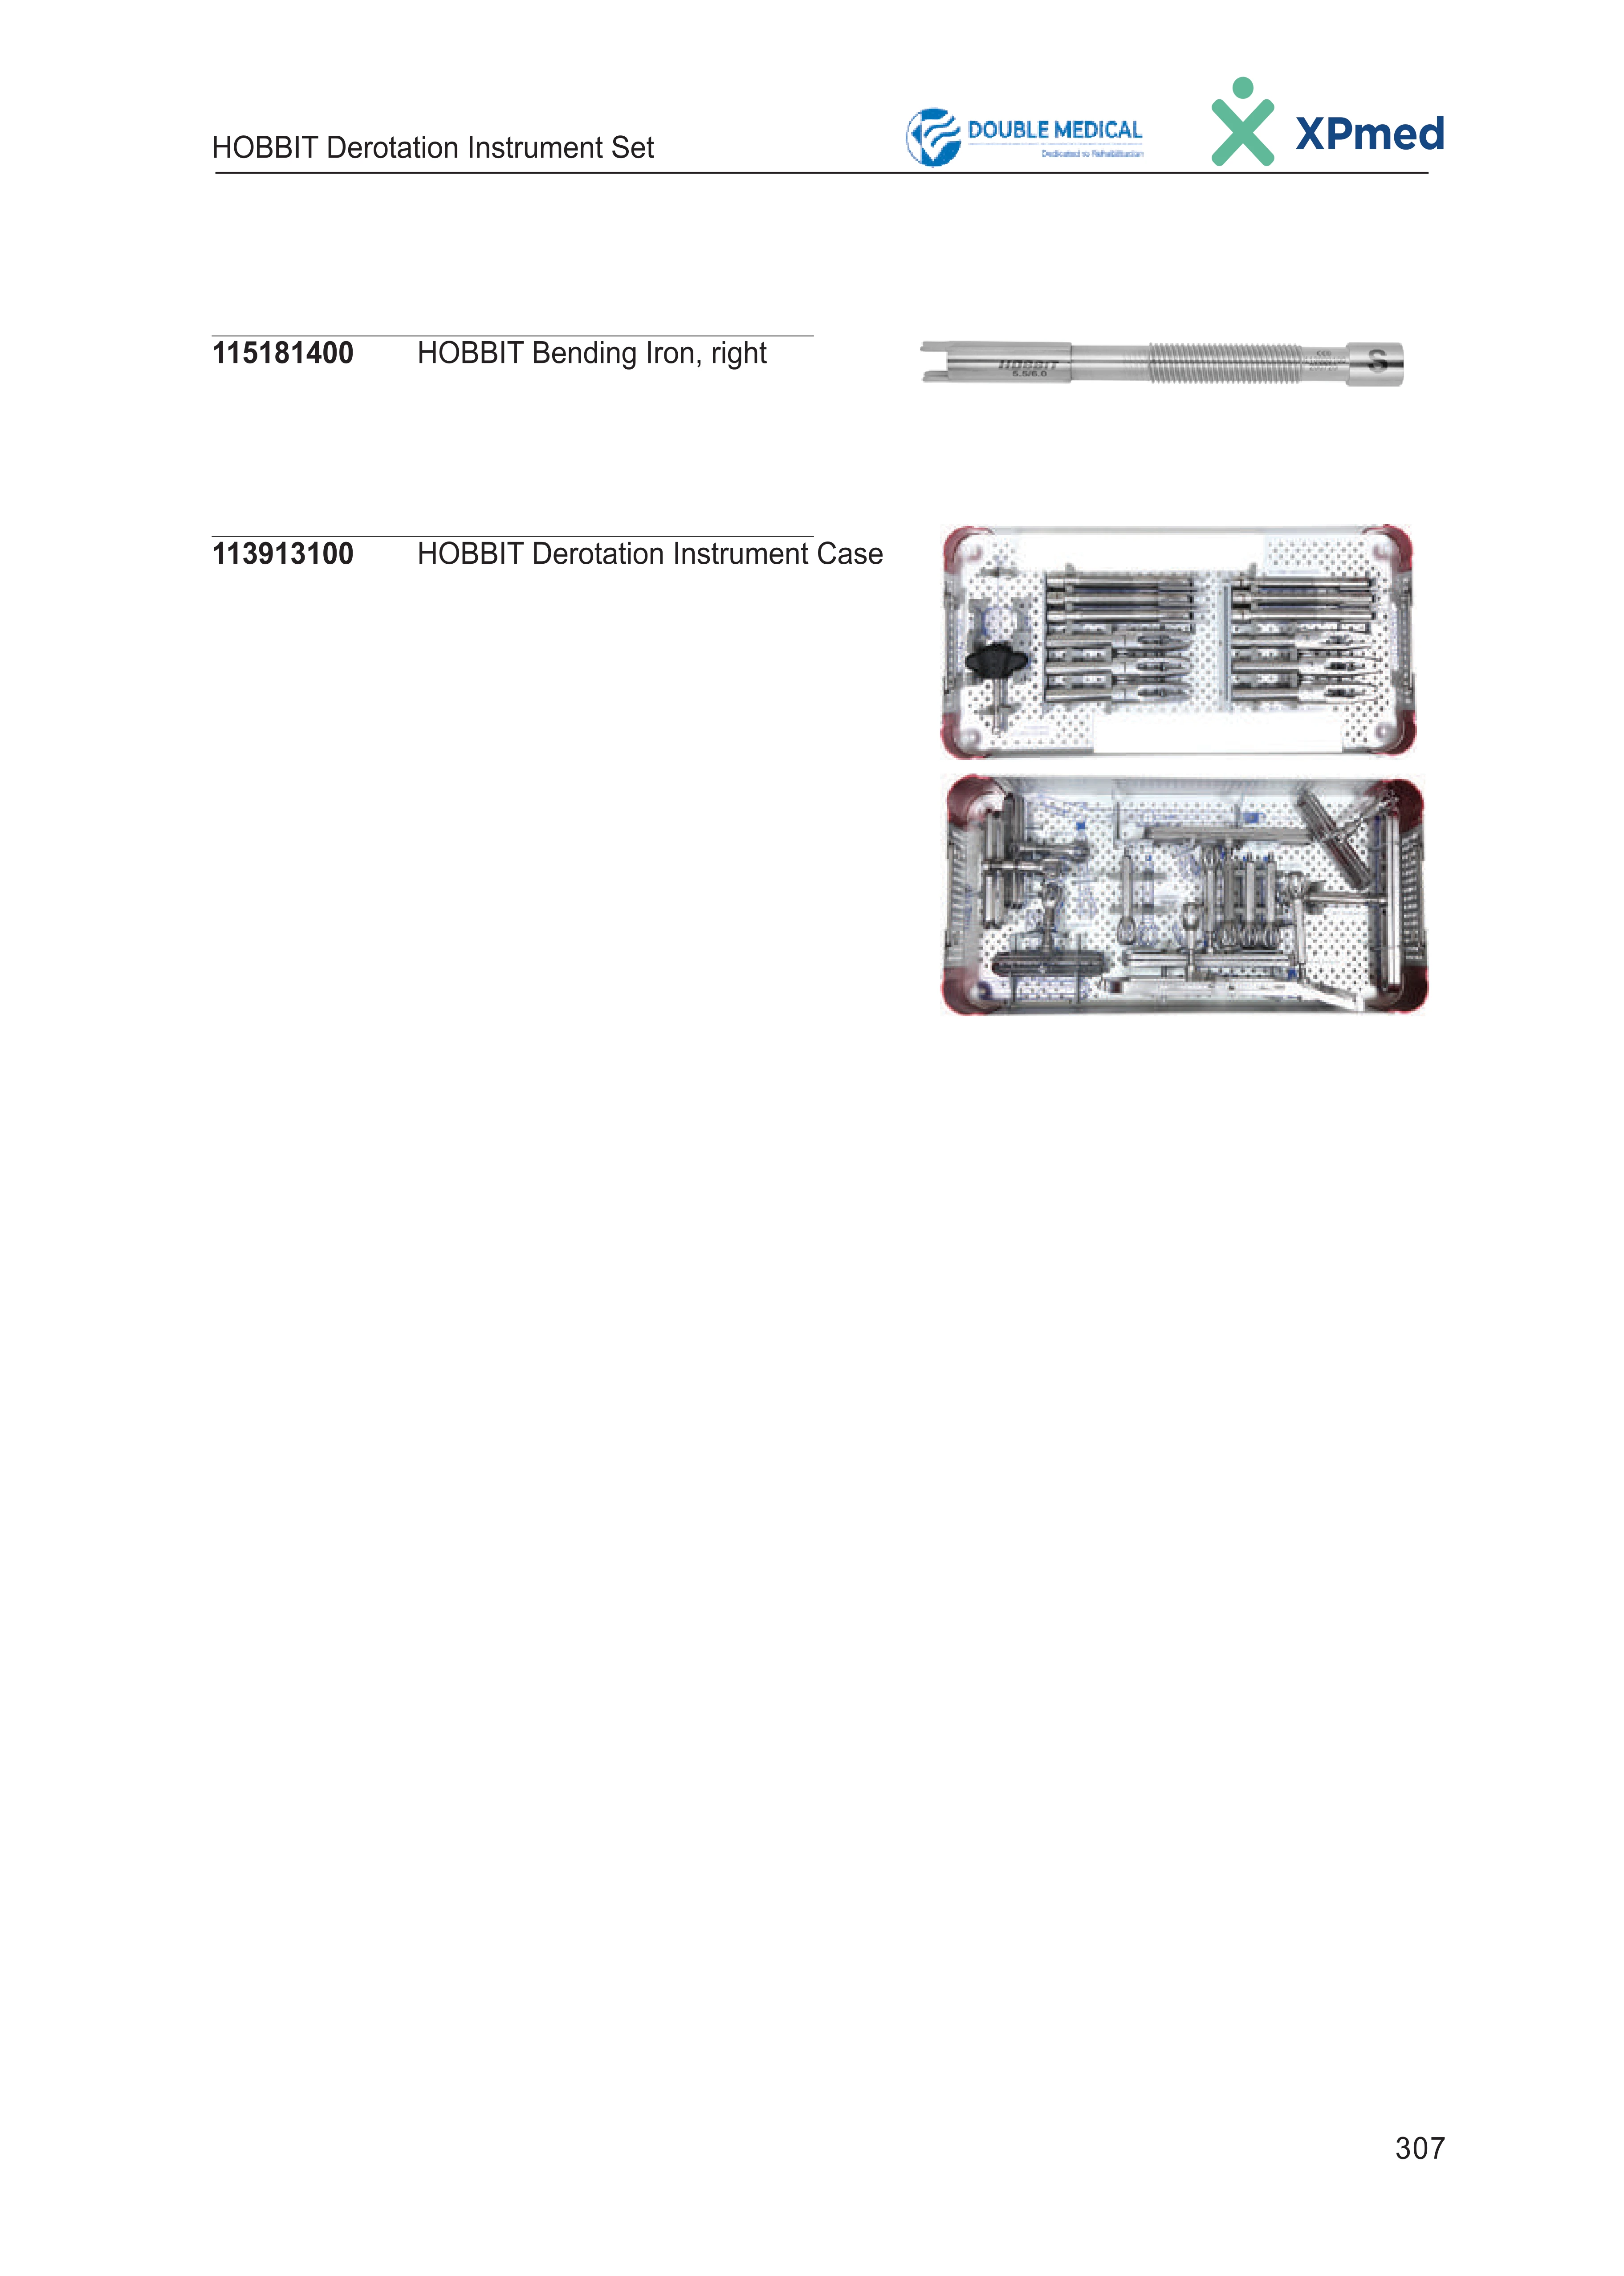 HOBBIT Derotation Instrument Set
DOUBLE MEDICAL
Dedicated to Rehabilitation
XPmed
115181400 HOBBIT Bending Iron, right
HOBBIT
5.5/6.0
S
113913100 HOBBIT Derotation Instrument Case
307